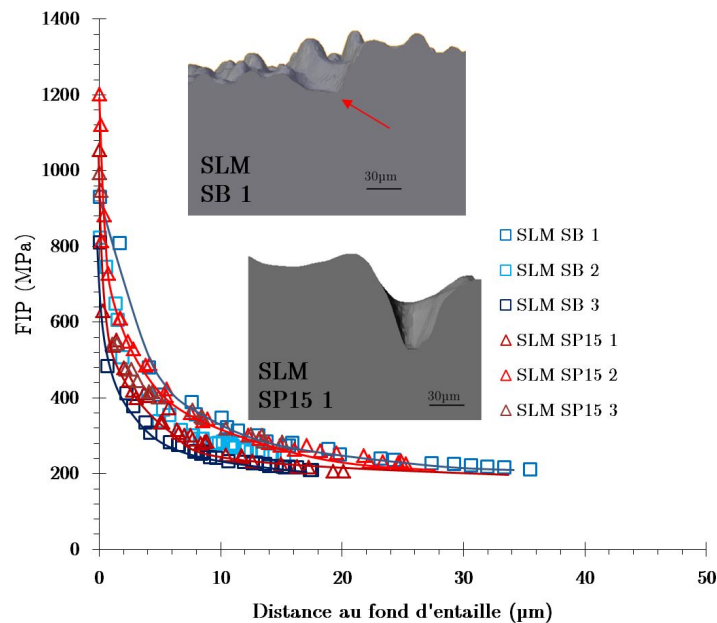 1400
1200
1000
800
600
400
200
0
FIP (MPa)
SLM
SB 1
30µm
SLM
SP15 1
30µm
SLM SB 1
SLM SB 2
SLM SB 3
SLM SP15 1
SLM SP15 2
SLM SP15 3
0 10 20 30 40 50
Distance au fond d'entaille (µm)